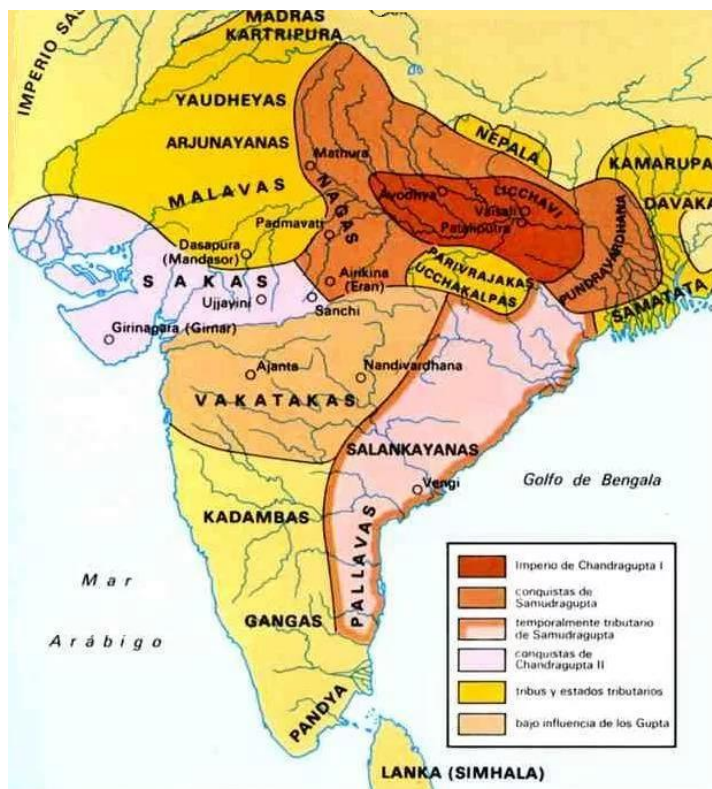 MADRAS
KARTRIPURA
IMPERIO SAS
YAUDHEYAS
ARJUNAYANAS
MALAVAS
Mathura
NAGAS
NEPALA
KAMARUPA
DAVAKA
LICCHAVI
Ayodhya
Vaisali
Pataliputra
Padmavati
Dasapura
(Mandasor)
PARIVRAJAKAS
UCCHAKALPAS
PUNDRAVARDHANA
SAMATATA
SAKAS
Airikina
(Eran)
Ujjayini
Sanchi
Girinagara (Girnar)
Ajanta
Nandivardhana
VAKATAKAS
SALANKAYANAS
Vengi
Golfo de Bengala
KADAMBAS
PALLAVAS
GANGAS
Mar
Arábigo
PANDYA
LANKA (SIMHALA)
Imperio de Chandragupta I
conquistas de
Samudragupta
temporalmente tributario
de Samudragupta
conquistas de
Chandragupta II
tribus y estados tributarios
bajo influencia de los Gupta